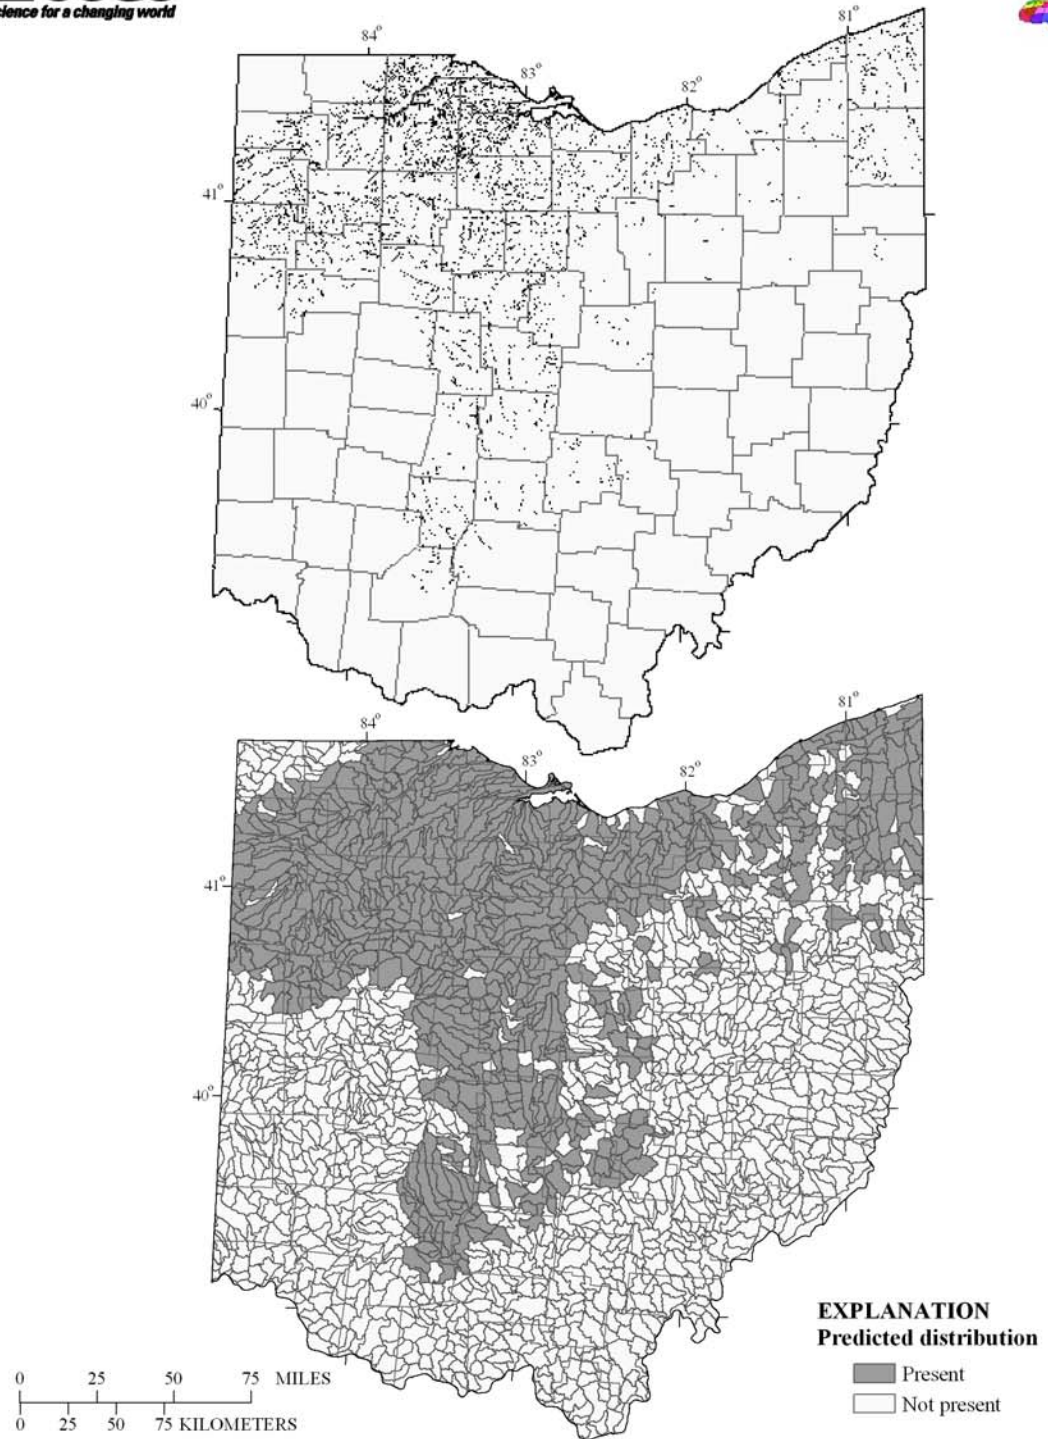 science for a changing world
81°
84°
83°
82°
41°
40°
81°
84°
83°
82°
41°
40°
EXPLANATION
Predicted distribution
Present
Not present
0 25 50 75 MILES
0 25 50 75 KILOMETERS